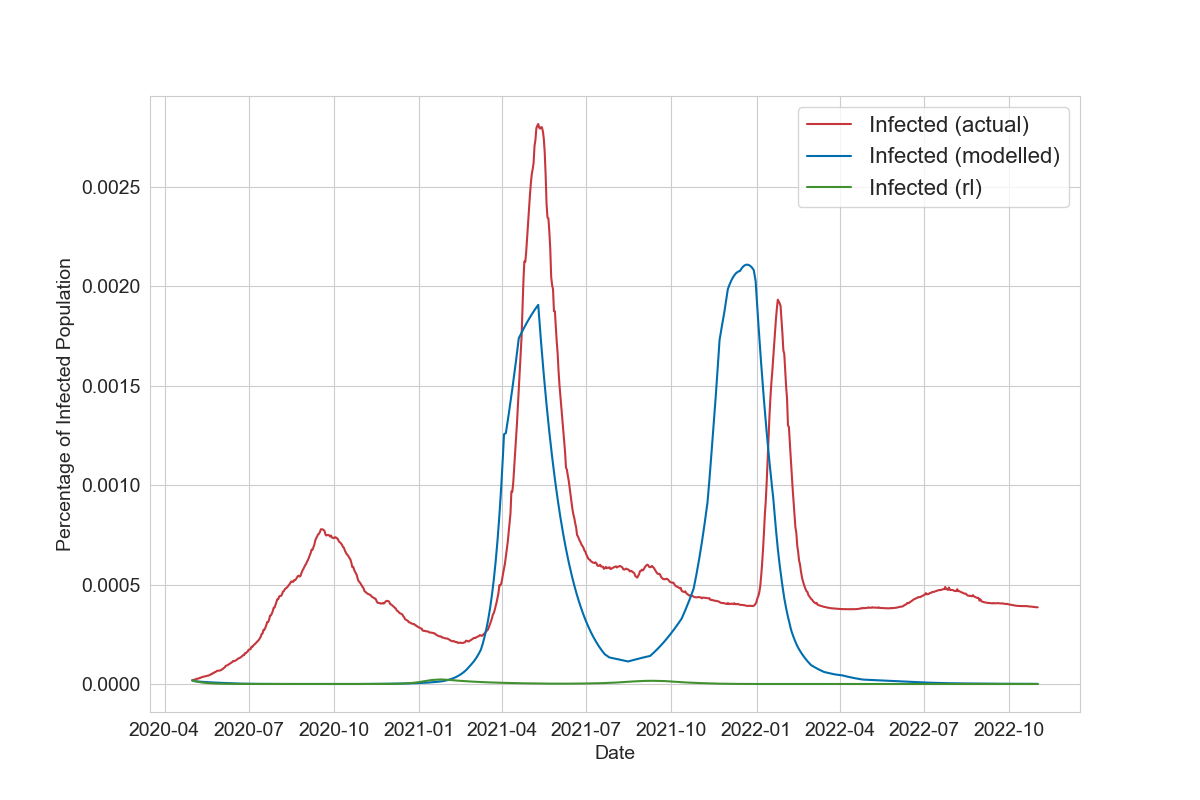 Infected (actual)
Infected (modelled)
Infected (rl)
Percentage of Infected Population
0.0025
0.0020
0.0015
0.0010
0.0005
0.0000
2020-04 2020-07 2020-10 2021-01 2021-04 2021-07 2021-10 2022-01 2022-04 2022-07 2022-10
Date